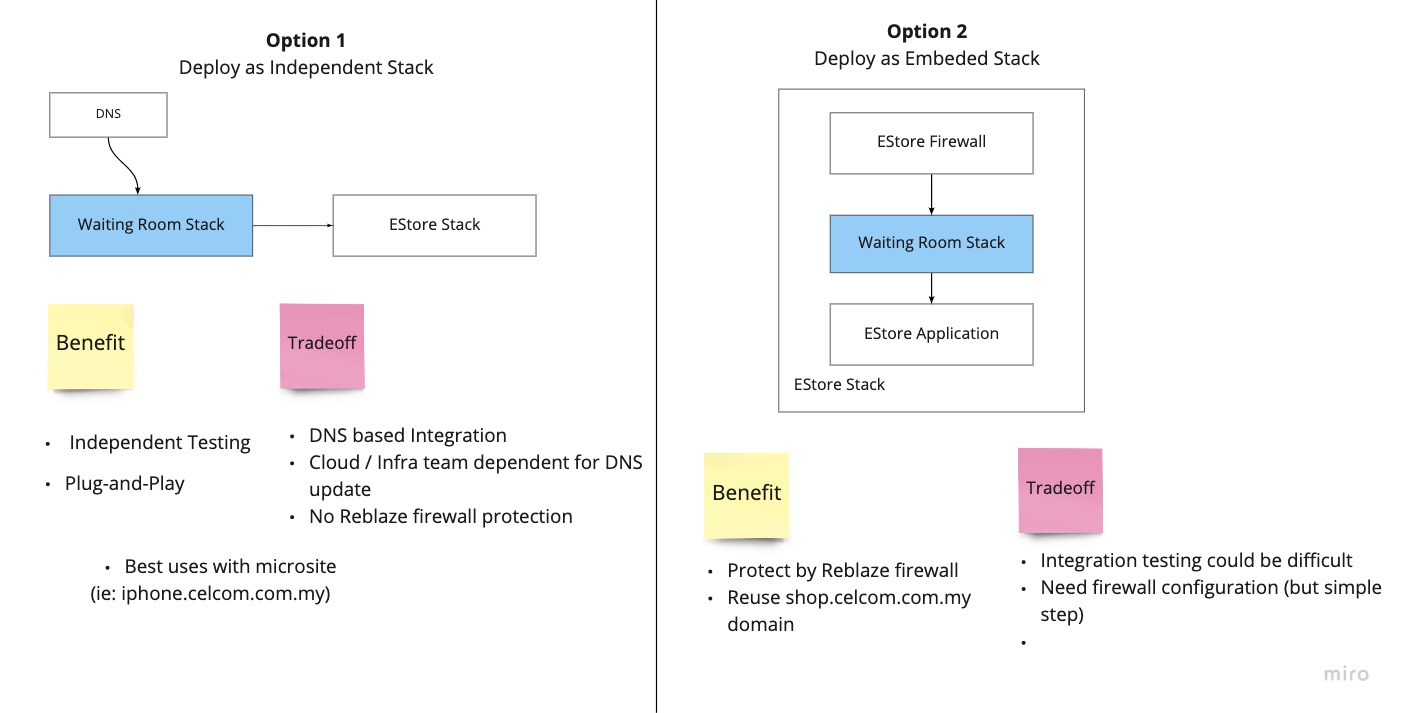 Option 1
Deploy as Independent Stack
DNS
Waiting Room Stack
EStore Stack
Benefit
Tradeoff
• Independent Testing
• Plug-and-Play
• DNS based Integration
• Cloud / Infra team dependent for DNS
update
• No Reblaze firewall protection
• Best uses with microsite
(ie: iphone.celcom.com.my)
Option 2
Deploy as Embeded Stack
EStore Firewall
Waiting Room Stack
EStore Application
EStore Stack
Benefit
Tradeoff
• Protect by Reblaze firewall
• Reuse shop.celcom.com.my
domain
• Integration testing could be difficult
• Need firewall configuration (but simple
step)
•
miro